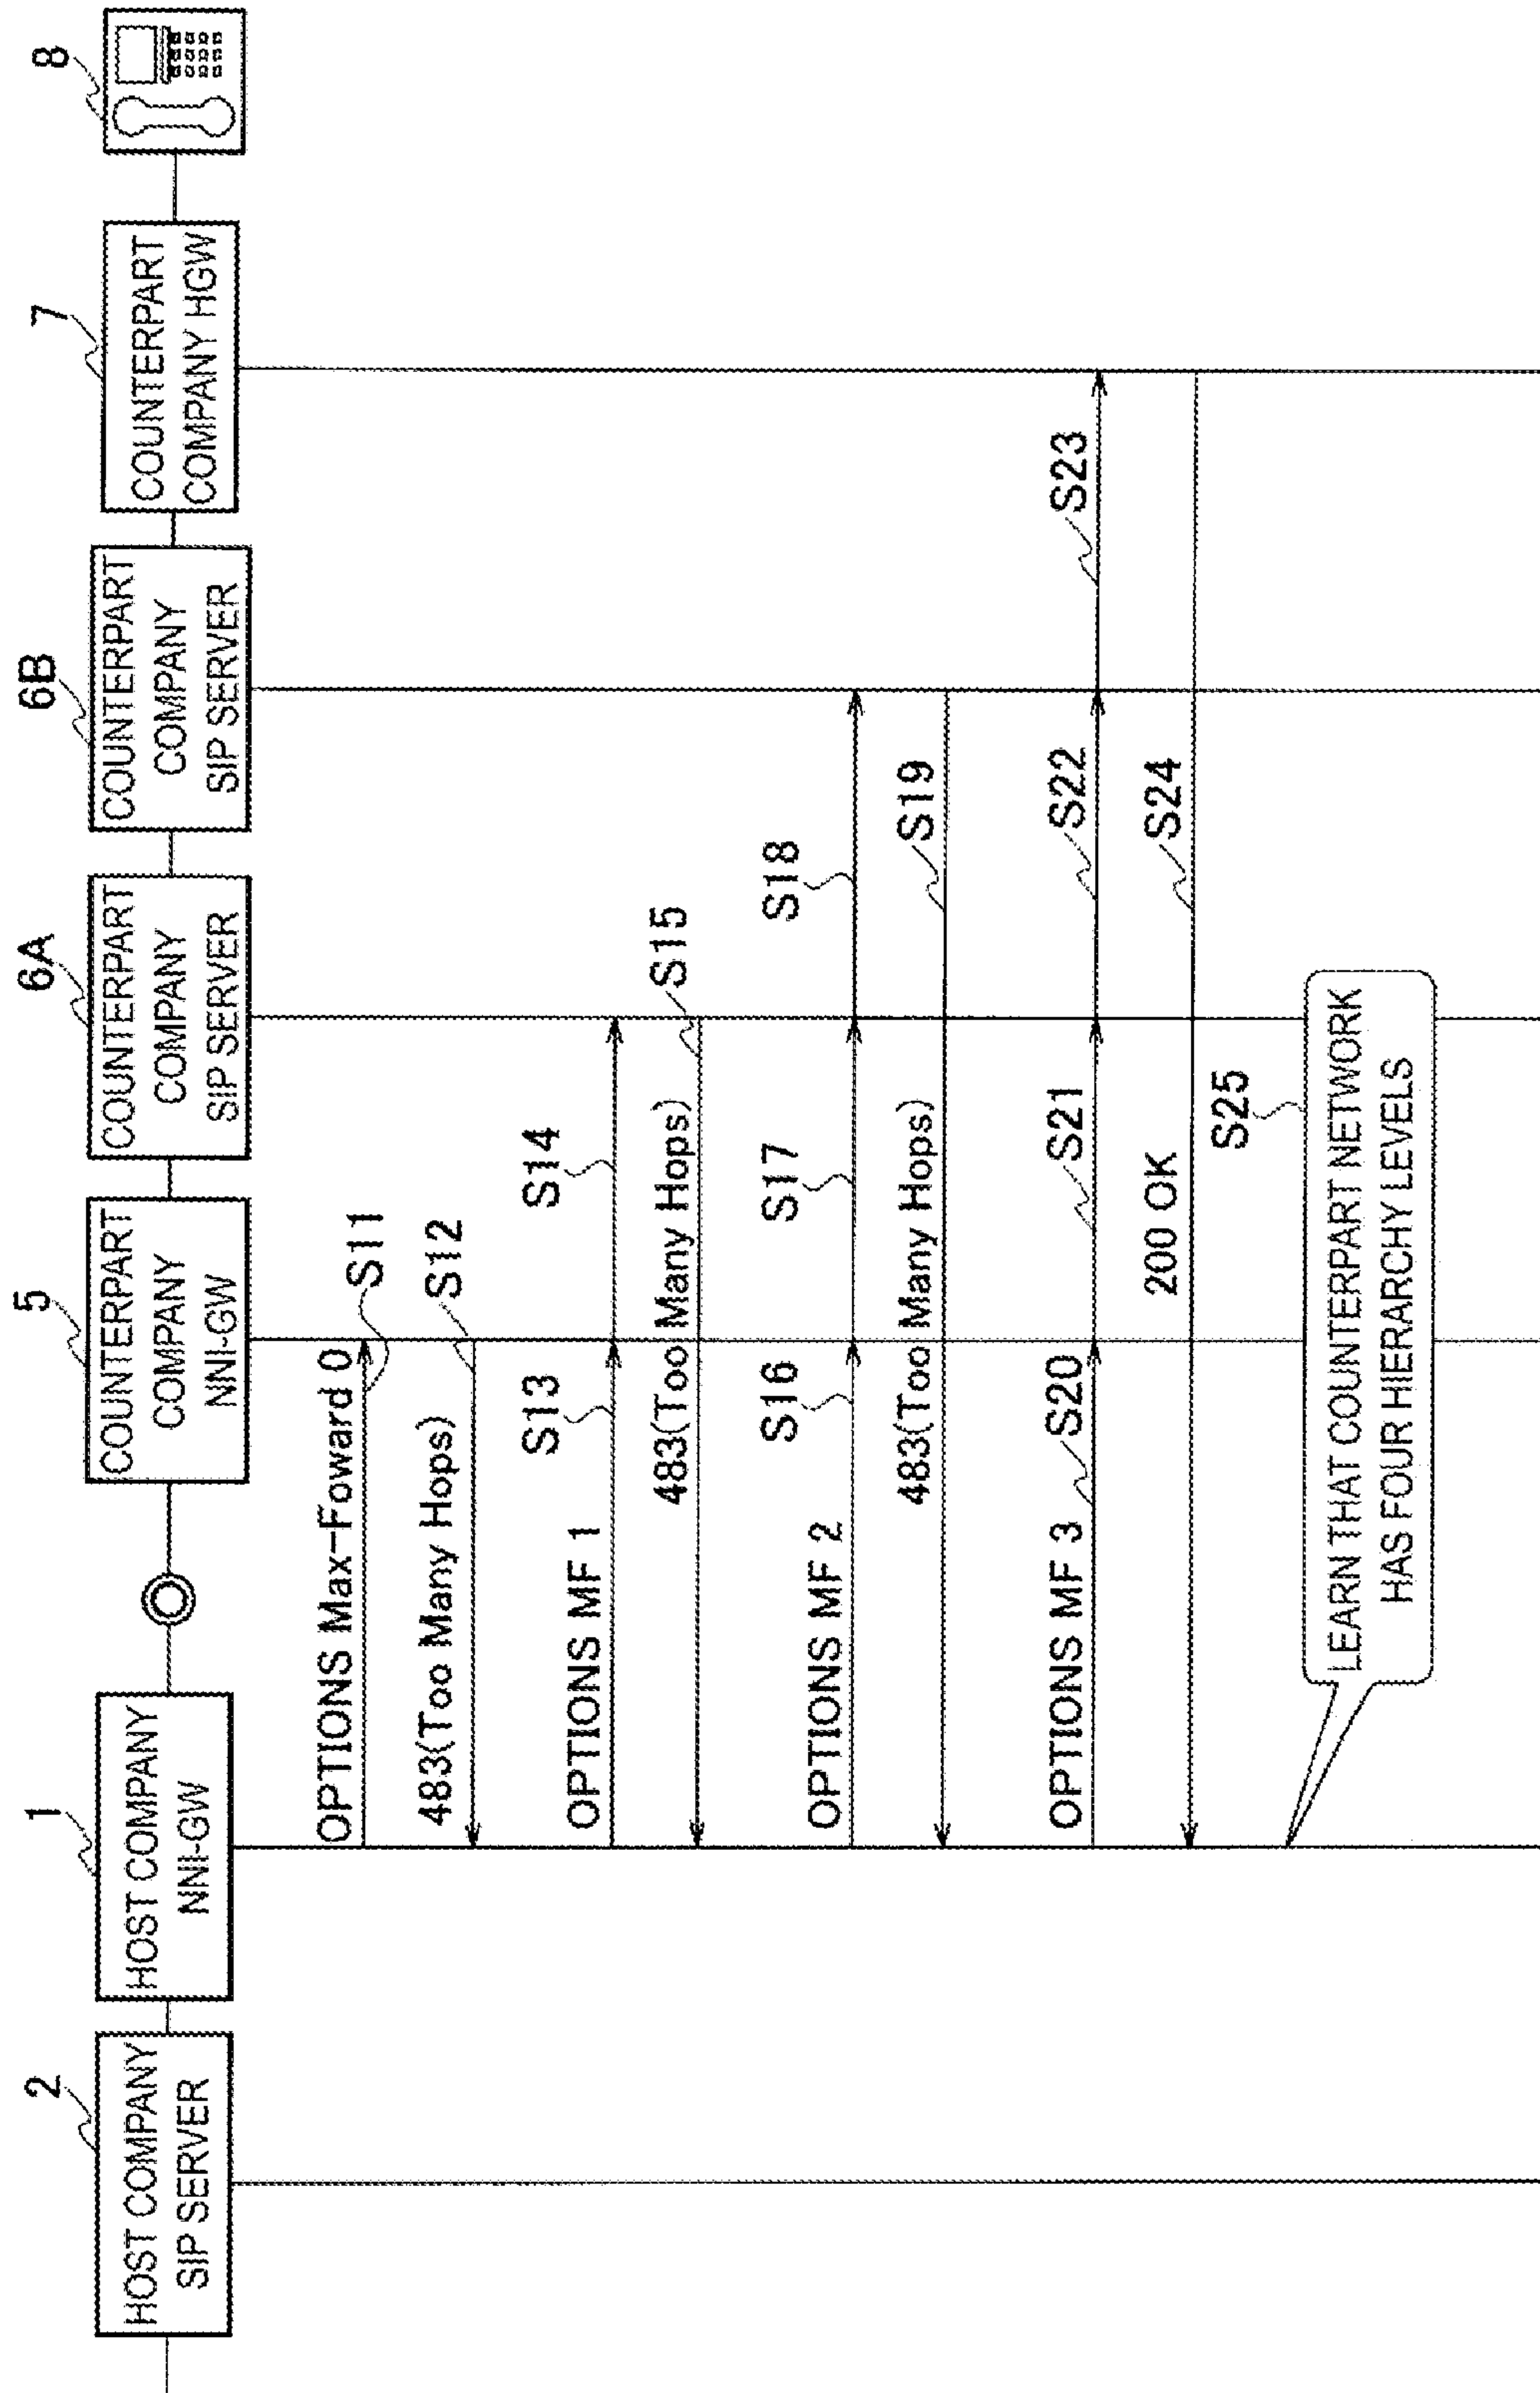 2
HOST COMPANY
SIP SERVER
1
HOST COMPANY
NNI-GW
5
COUNTERPART
COMPANY
NNI-GW
6A
COUNTERPART
COMPANY
SIP SERVER
6B
COUNTERPART
COMPANY
SIP SERVER
7
COUNTERPART
COMPANY HGW
8
OPTIONS Max-Foward 0
S11
483(Too Many Hops)
S12
OPTIONS MF 1
S13
S14
483(Too Many Hops)
S15
OPTIONS MF 2
S16
S17
S18
483(Too Many Hops)
S19
OPTIONS MF 3
S20
S21
S22
S23
200 OK
S24
S25
LEARN THAT COUNTERPART NETWORK
HAS FOUR HIERARCHY LEVELS